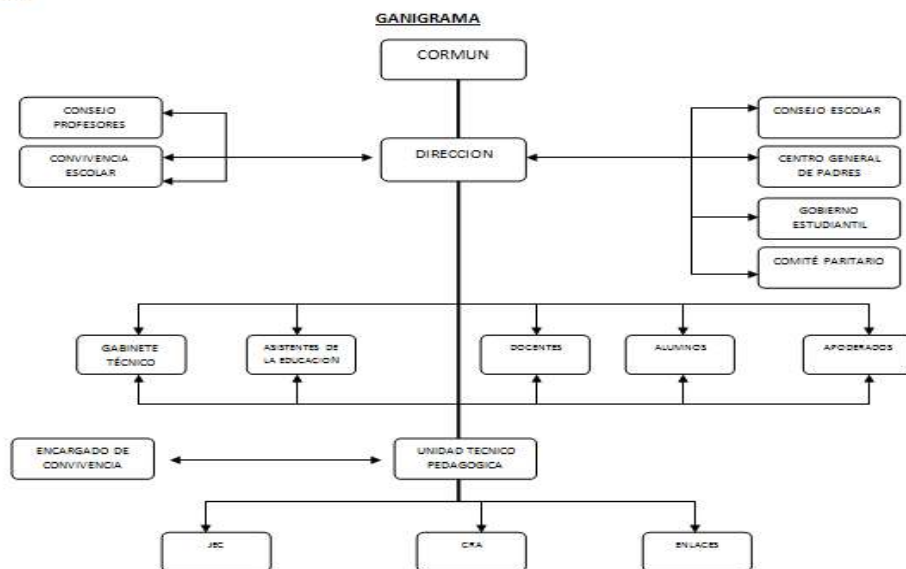 GANIGRAMA
CORMUN
CONSEJO
PROFESORES
CONVIVENCIA
ESCOLAR
DIRECCION
CONSEJO ESCOLAR
CENTRO GENERAL
DE PADRES
GOBIERNO
ESTUDIANTIL
COMITÉ PARITARIO
GABINETE
TÉCNICO
ASISTENTES DE
LA EDUCACION
DOCENTES
ALUMNOS
APODERADOS
ENCARGADO DE
CONVIVENCIA
UNIDAD TECNICO
PEDAGOGICA
JEC
CRA
ENLACES